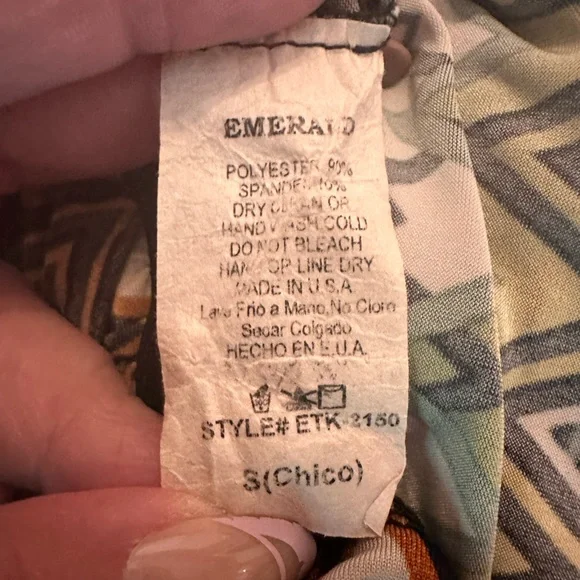 EMERALD
POLYESTER 90%
SPANDEX 10%
DRY CLEAN OR
HAND WASH COLD
DO NOT BLEACH
HANG OR LINE DRY
MADE IN U.S.A
Lave Frio a Mano, No Cloro
Secar Colgado
HECHO EN E.U.A.
STYLE# ETK-2150
S(Chico)